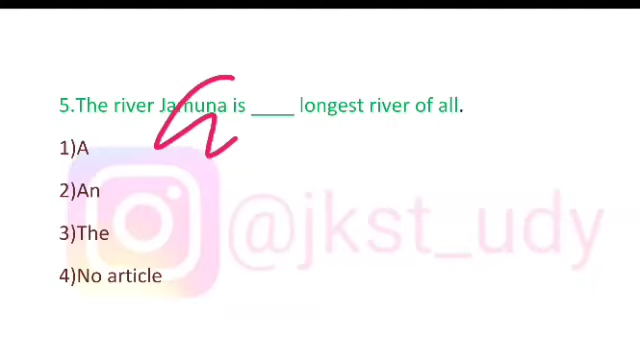 5.The river Jamuna is ____ longest river of all.
1)A
2)An
3)The
4)No article
@jkst_udy